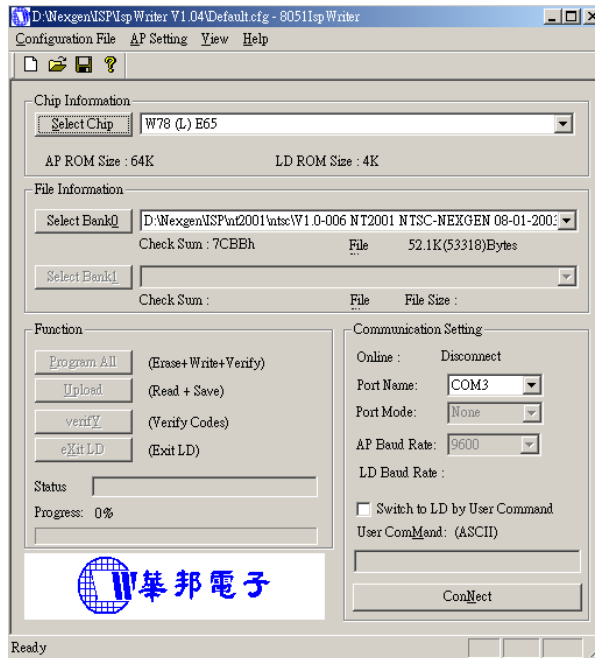 D:\Nexgen\ISP\IspWriter V1.04\Default.cfg - 8051IspWriter
Configuration File AP Setting View Help
Chip Information
Select Chip W78 (L) E65
AP ROM Size : 64K LD ROM Size : 4K
File Information
Select Bank0 D:\Nexgen\ISP\nt2001\ntsc\V1.0-006 NT2001 NTSC-NEXGEN 08-01-2003
Check Sum : 7CBBh File 52.1K(53318)Bytes
Select Bank1
Check Sum : File File Size :
Function
Program All (Erase+Write+Verify)
Upload (Read + Save)
verifY (Verify Codes)
eXit LD (Exit LD)
Status
Progress: 0%
華邦電子
Communication Setting
Online : Disconnect
Port Name: COM3
Port Mode: None
AP Baud Rate: 9600
LD Baud Rate :
Switch to LD by User Command
User ComMand: (ASCII)
ConNect
Ready